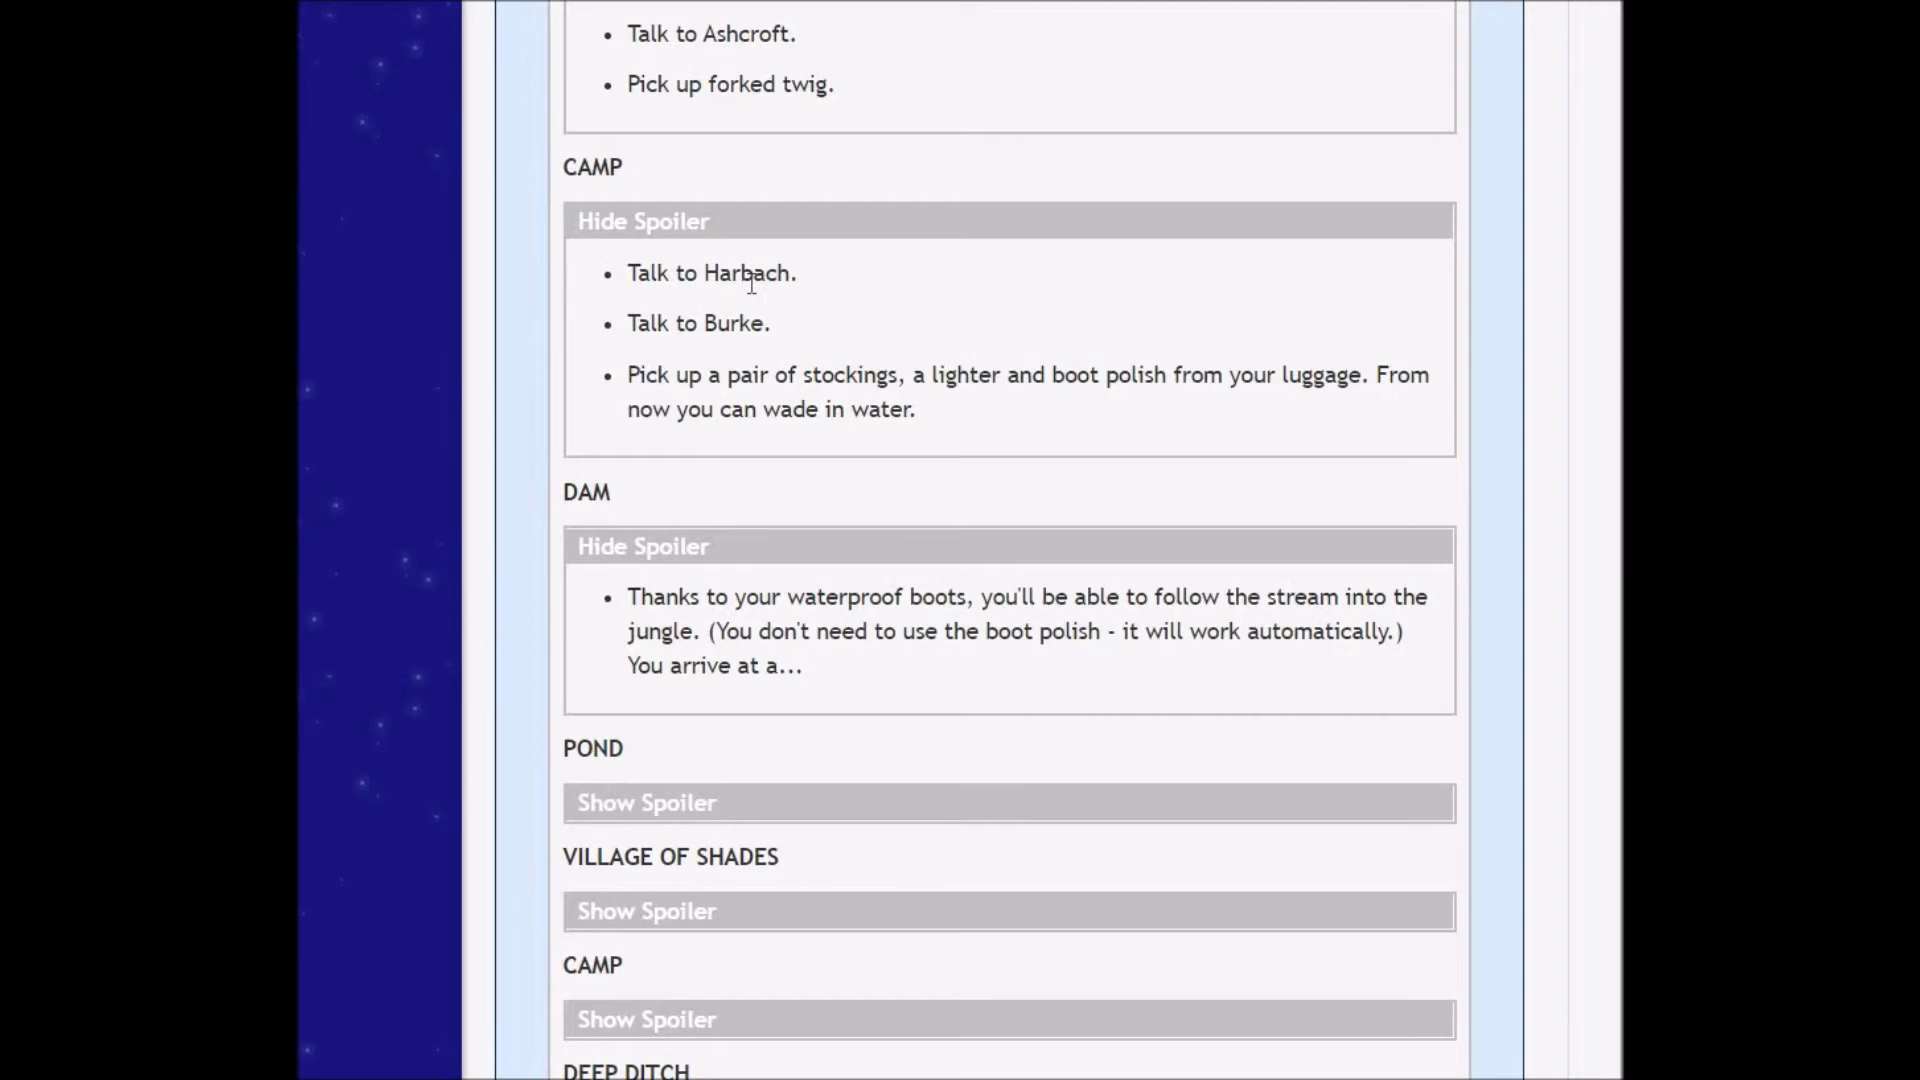 Talk to Ashcroft.
Pick up forked twig.
CAMP
Hide Spoiler
Talk to Harbach.
Talk to Burke.
Pick up a pair of stockings, a lighter and boot polish from your luggage. From
now you can wade in water.
DAM
Hide Spoiler
Thanks to your waterproof boots, you'll be able to follow the stream into the
jungle. (You don't need to use the boot polish - it will work automatically.)
You arrive at a...
POND
Show Spoiler
VILLAGE OF SHADES
Show Spoiler
CAMP
Show Spoiler
DEEP DITCH